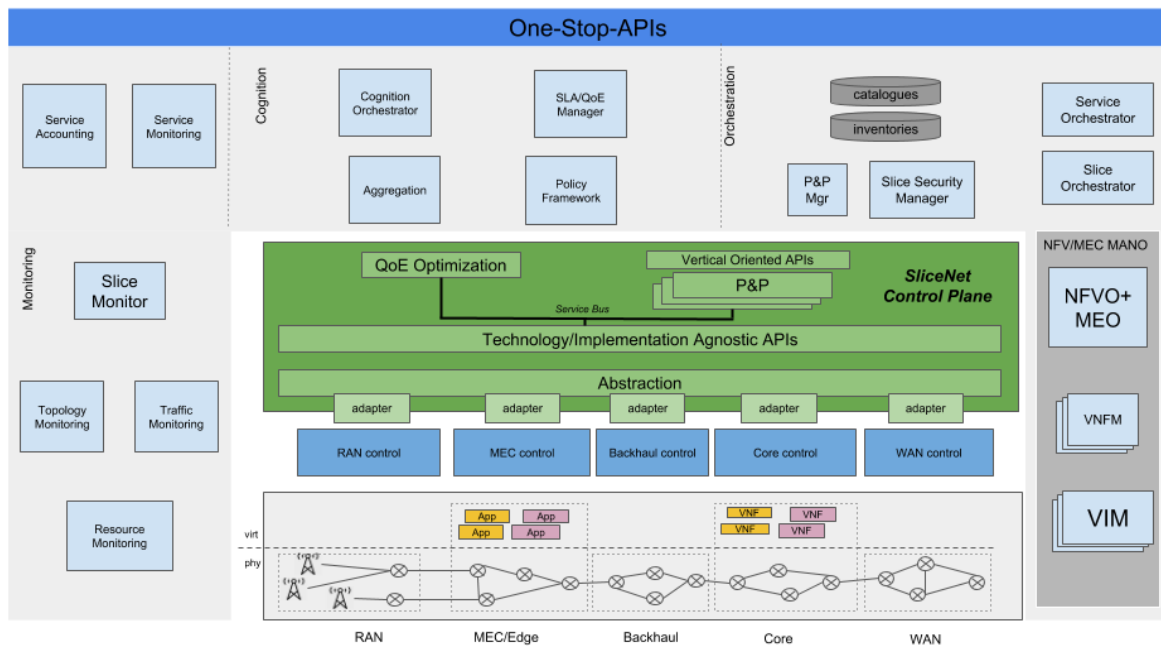 One-Stop-APIs
Service
Accounting
Service
Monitoring
Cognition
Cognition
Orchestrator
SLA/QoE
Manager
Aggregation
Policy
Framework
Orchestration
catalogues
inventories
P&P
Mgr
Slice Security
Manager
Service
Orchestrator
Slice
Orchestrator
Monitoring
Slice
Monitor
Topology
Monitoring
Traffic
Monitoring
Resource
Monitoring
QoE Optimization
Vertical Oriented APIs
P&P
SliceNet
Control Plane
Service Bus
Technology/Implementation Agnostic APIs
Abstraction
adapter
adapter
adapter
adapter
adapter
RAN control
MEC control
Backhaul control
Core control
WAN control
NFV/MEC MANO
NFVO+
MEO
VNFM
VIM
virt
App
App
App
App
VNF
VNF
VNF
VNF
phy
RAN
MEC/Edge
Backhaul
Core
WAN